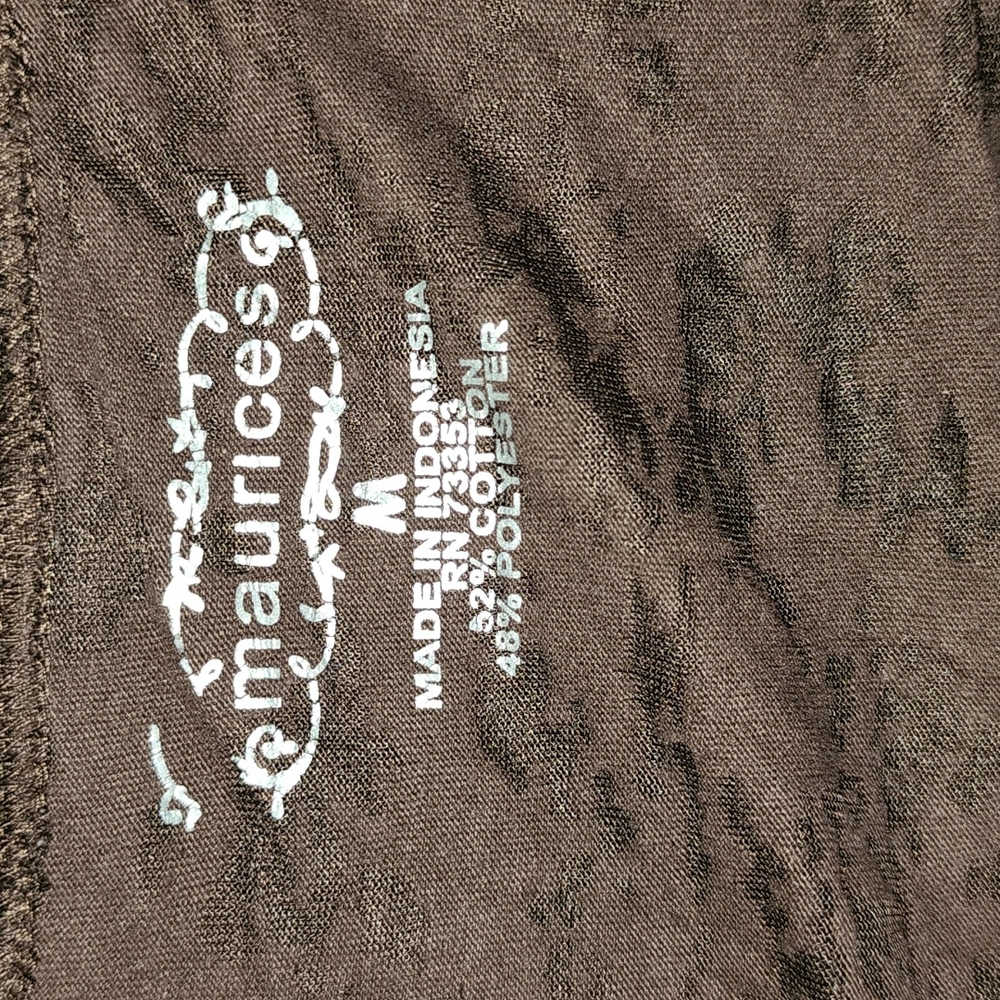 maurices
M
MADE IN INDONESIA
RN 73353
52% COTTON
48% POLYESTER